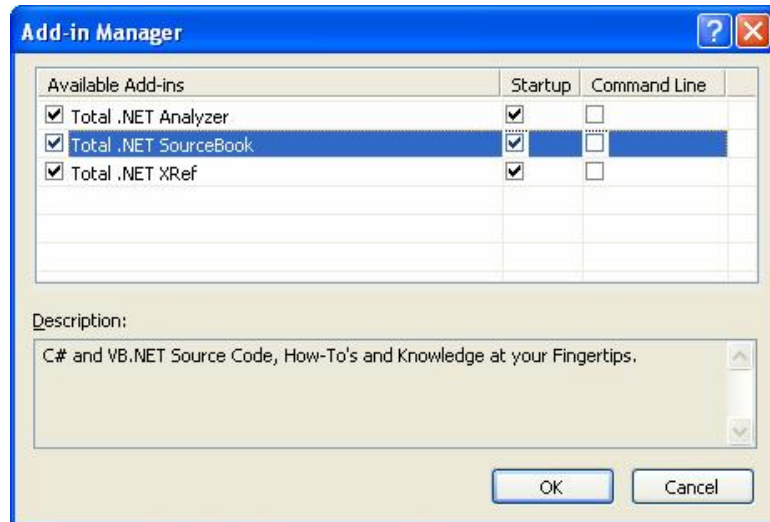 Add-in Manager
Available Add-ins Startup Command Line
Total .NET Analyzer
Total .NET SourceBook
Total .NET XRef
Description:
C# and VB.NET Source Code, How-To's and Knowledge at your Fingertips.
OK Cancel